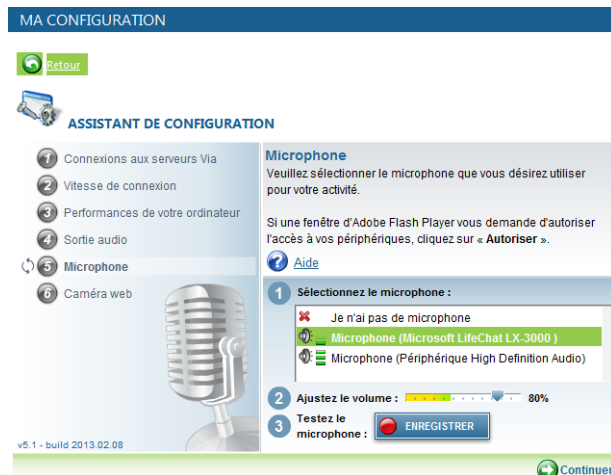 MA CONFIGURATION
Retour
ASSISTANT DE CONFIGURATION
1 Connexions aux serveurs Via
2 Vitesse de connexion
3 Performances de votre ordinateur
4 Sortie audio
5 Microphone
6 Caméra web
v5.1 - build 2013.02.08
Microphone
Veuillez sélectionner le microphone que vous désirez utiliser
pour votre activité.
Si une fenêtre d'Adobe Flash Player vous demande d'autoriser
l'accès à vos périphériques, cliquez sur « Autoriser ».
? Aide
1 Sélectionnez le microphone :
Je n'ai pas de microphone
Microphone (Microsoft LifeChat LX-3000 )
Microphone (Périphérique High Definition Audio)
2 Ajustez le volume : 80%
3 Testez le
microphone : ENREGISTRER
Continuer